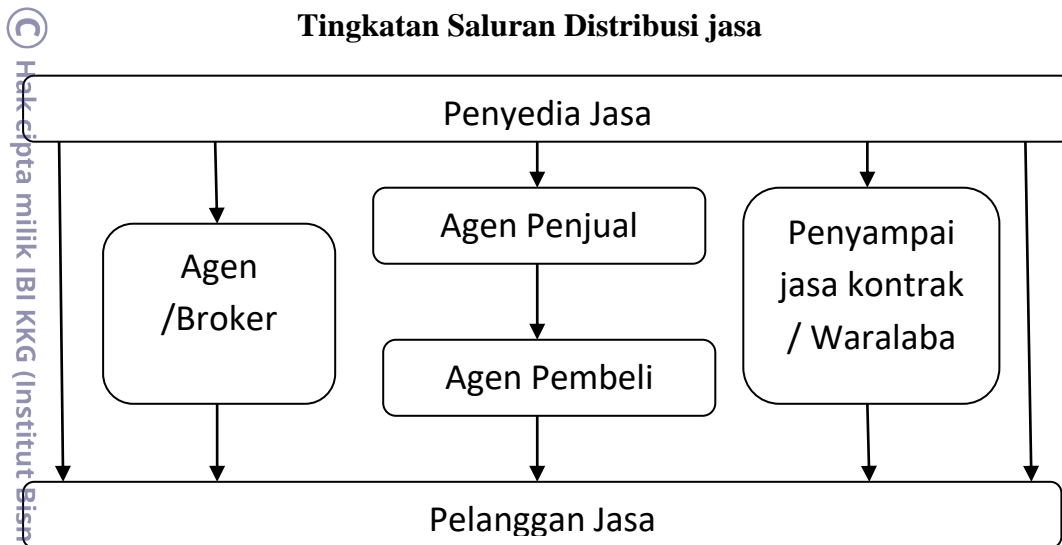 Tingkatan Saluran Distribusi jasa
Penyedia Jasa
Agen
/Broker
Agen Penjual
Agen Pembeli
Penyampai
jasa kontrak
/ Waralaba
Pelanggan Jasa
© Hak cipta milik IBI KKG (Institut Bisn